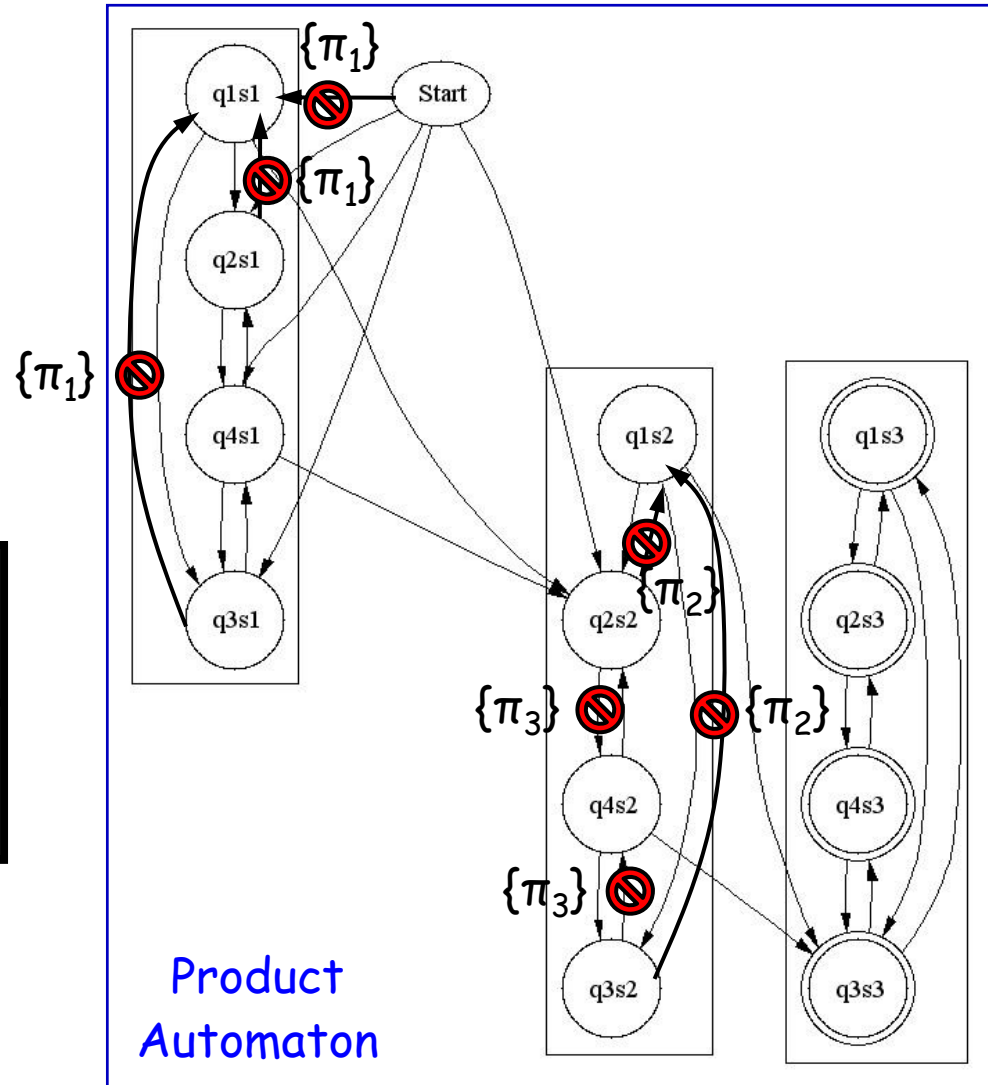 {π₁}
q1s1
Start
{π₁}
q2s1
{π₁}
q4s1
q1s2
q1s3
q3s1
{π₂}
q2s2
q2s3
{π₃}
{π₂}
q4s2
q4s3
{π₃}
q3s2
q3s3
Product
Automaton